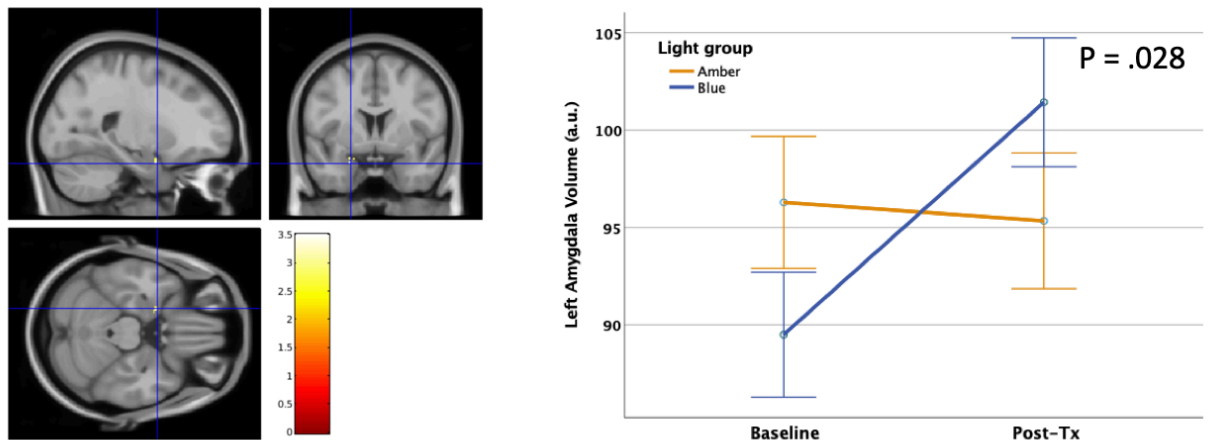 3.5
3
2.5
2
1.5
1
0.5
0
Left Amygdala Volume (a.u.)
105
100
95
90
Light group
Amber
Blue
P = .028
Baseline
Post-Tx